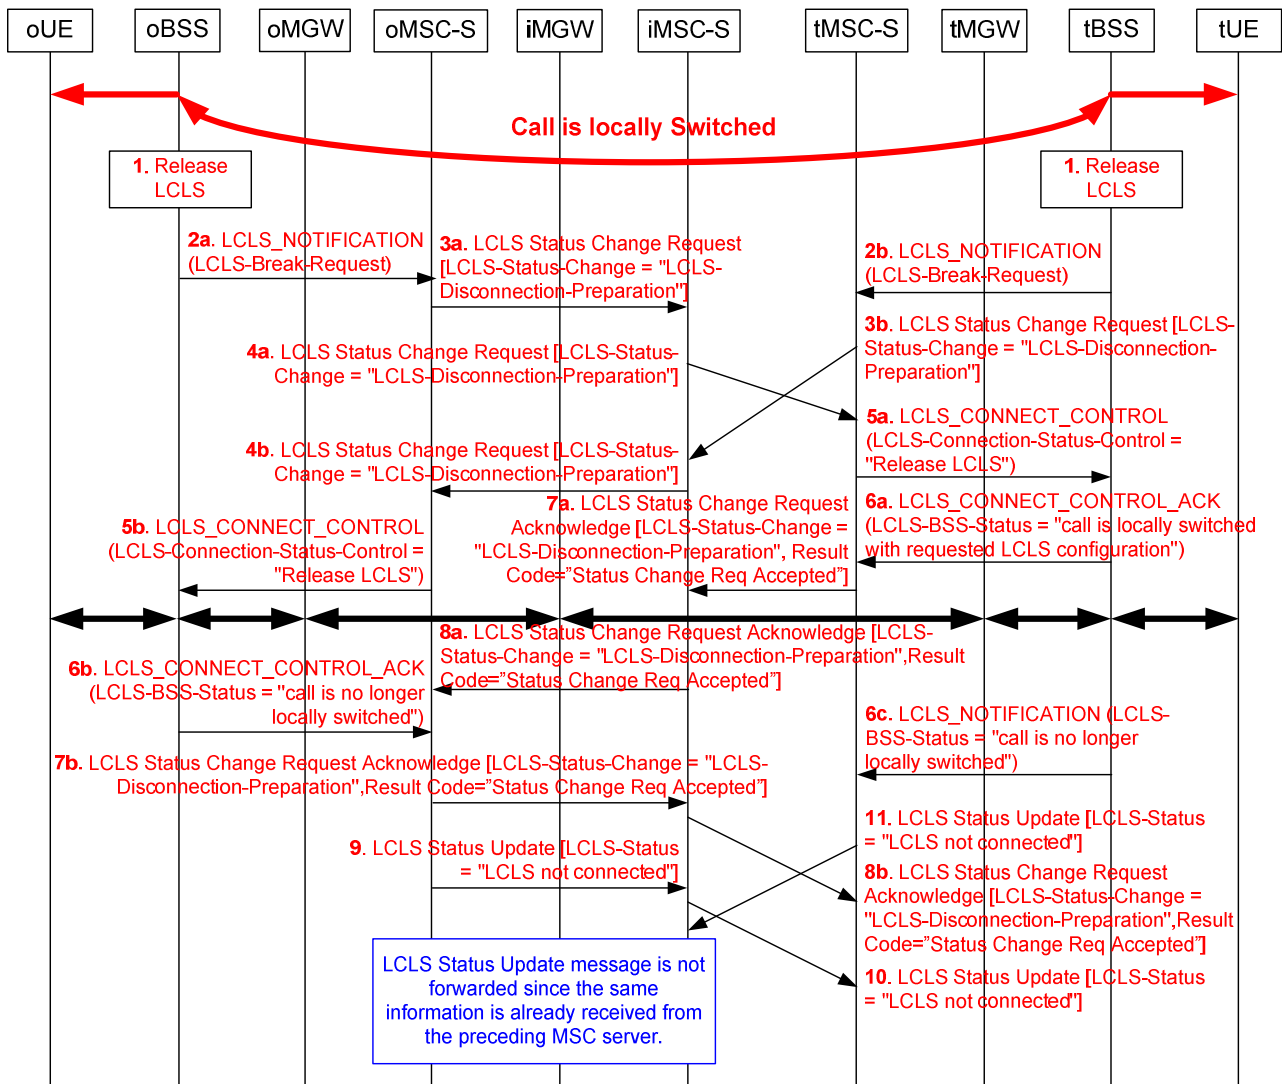 oUE
oBSS
oMGW
oMSC-S
iMGW
iMSC-S
tMSC-S
tMGW
tBSS
tUE
Call is locally Switched
1. Release
LCLS
1. Release
LCLS
2a. LCLS_NOTIFICATION
(LCLS-Break-Request)
3a. LCLS Status Change Request
[LCLS-Status-Change = "LCLS-
Disconnection-Preparation"]
2b. LCLS_NOTIFICATION
(LCLS-Break-Request)
3b. LCLS Status Change Request [LCLS-
Status-Change = "LCLS-Disconnection-
Preparation"]
4a. LCLS Status Change Request [LCLS-Status-
Change = "LCLS-Disconnection-Preparation"]
5a. LCLS_CONNECT_CONTROL
(LCLS-Connection-Status-Control =
"Release LCLS")
4b. LCLS Status Change Request [LCLS-Status-
Change = "LCLS-Disconnection-Preparation"]
6a. LCLS_CONNECT_CONTROL_ACK
(LCLS-BSS-Status = "call is locally switched
with requested LCLS configuration")
7a. LCLS Status Change Request
Acknowledge [LCLS-Status-Change =
"LCLS-Disconnection-Preparation", Result
Code=”Status Change Req Accepted”]
5b. LCLS_CONNECT_CONTROL
(LCLS-Connection-Status-Control =
"Release LCLS")
8a. LCLS Status Change Request Acknowledge [LCLS-
Status-Change = "LCLS-Disconnection-Preparation",Result
Code=”Status Change Req Accepted”]
6b. LCLS_CONNECT_CONTROL_ACK
(LCLS-BSS-Status = "call is no longer
locally switched")
6c. LCLS_NOTIFICATION (LCLS-
BSS-Status = "call is no longer
locally switched")
7b. LCLS Status Change Request Acknowledge [LCLS-Status-Change = "LCLS-
Disconnection-Preparation",Result Code=”Status Change Req Accepted”]
11. LCLS Status Update [LCLS-Status
= "LCLS not connected"]
9. LCLS Status Update [LCLS-Status
= "LCLS not connected"]
8b. LCLS Status Change Request
Acknowledge [LCLS-Status-Change =
"LCLS-Disconnection-Preparation",Result
Code=”Status Change Req Accepted”]
LCLS Status Update message is not
forwarded since the same
information is already received from
the preceding MSC server.
10. LCLS Status Update [LCLS-Status
= "LCLS not connected"]